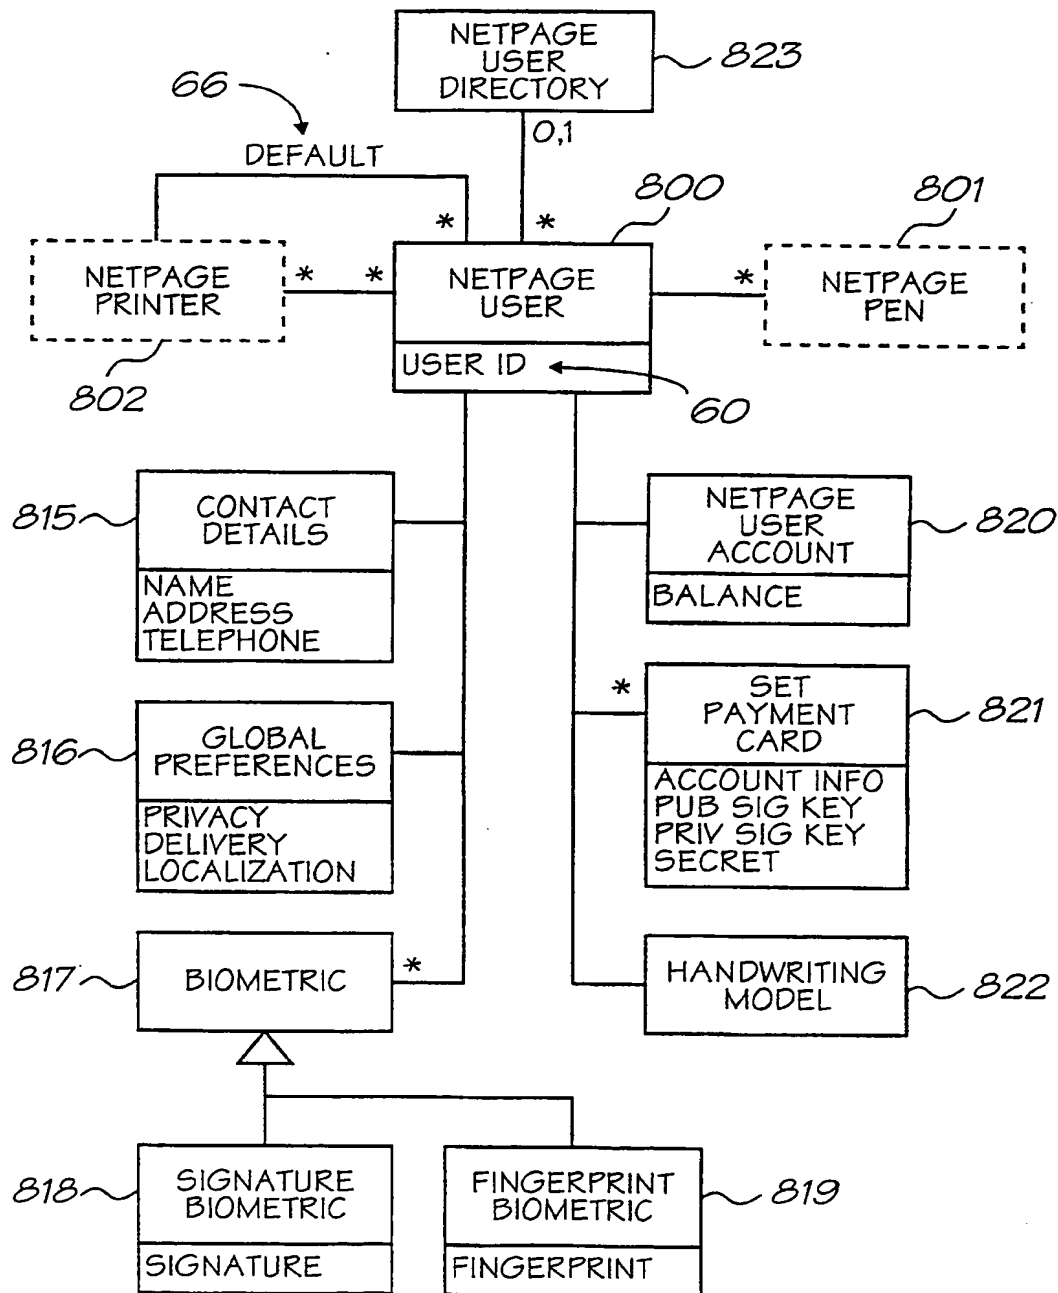 NETPAGE
USER
DIRECTORY
823
66
DEFAULT
0,1
800
801
*
*
NETPAGE
PRINTER
*
*
NETPAGE
USER
*
NETPAGE
PEN
USER ID
802
60
815
CONTACT
DETAILS
NAME
ADDRESS
TELEPHONE
NETPAGE
USER
ACCOUNT
820
BALANCE
816
GLOBAL
PREFERENCES
PRIVACY
DELIVERY
LOCALIZATION
*
SET
PAYMENT
CARD
821
ACCOUNT INFO
PUB SIG KEY
PRIV SIG KEY
SECRET
817
BIOMETRIC
*
HANDWRITING
MODEL
822
818
SIGNATURE
BIOMETRIC
SIGNATURE
FINGERPRINT
BIOMETRIC
819
FINGERPRINT